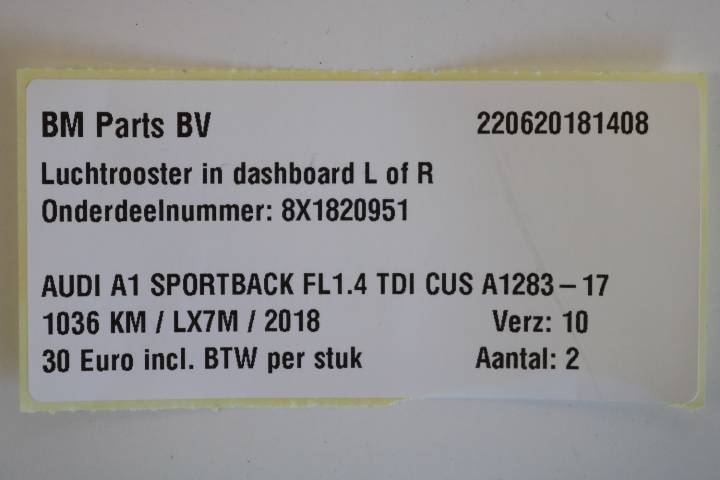 BM Parts BV 220620181408
Luchtrooster in dashboard L of R
Onderdeelnummer: 8X1820951
AUDI A1 SPORTBACK FL1.4 TDI CUS A1283-17
1036 KM / LX7M / 2018 Verz: 10
30 Euro incl. BTW per stuk Aantal: 2